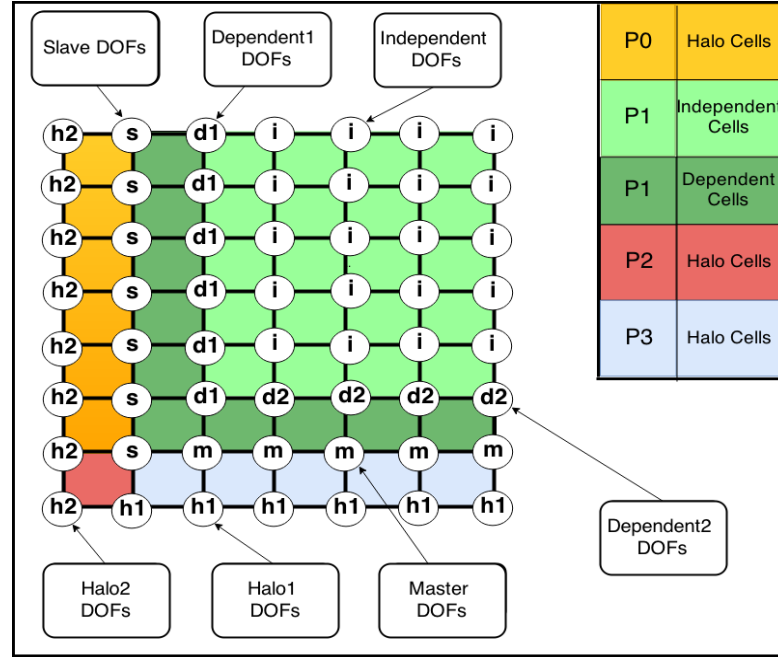 Slave DOFs
Dependent1
DOFs
Independent
DOFs
P0 Halo Cells
P1 Independent
Cells
P1 Dependent
Cells
P2 Halo Cells
P3 Halo Cells
h2 s d1 i i i i
h2 s d1 i i i i
h2 s d1 i i i i
h2 s d1 i i i i
h2 s d1 i i i i
h2 s d1 d2 d2 d2 d2
h2 s m m m m m
h2 h1 h1 h1 h1 h1 h1
Dependent2
DOFs
Halo2
DOFs
Halo1
DOFs
Master
DOFs